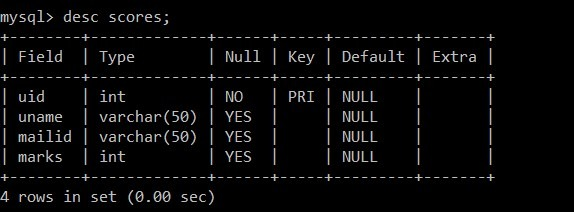 mysql> desc scores;
+--------+-------------+------+-----+---------+-------+
| Field  | Type        | Null | Key | Default | Extra |
+--------+-------------+------+-----+---------+-------+
| uid    | int         | NO   | PRI | NULL    |       |
| uname  | varchar(50) | YES  |     | NULL    |       |
| mailid | varchar(50) | YES  |     | NULL    |       |
| marks  | int         | YES  |     | NULL    |       |
+--------+-------------+------+-----+---------+-------+
4 rows in set (0.00 sec)